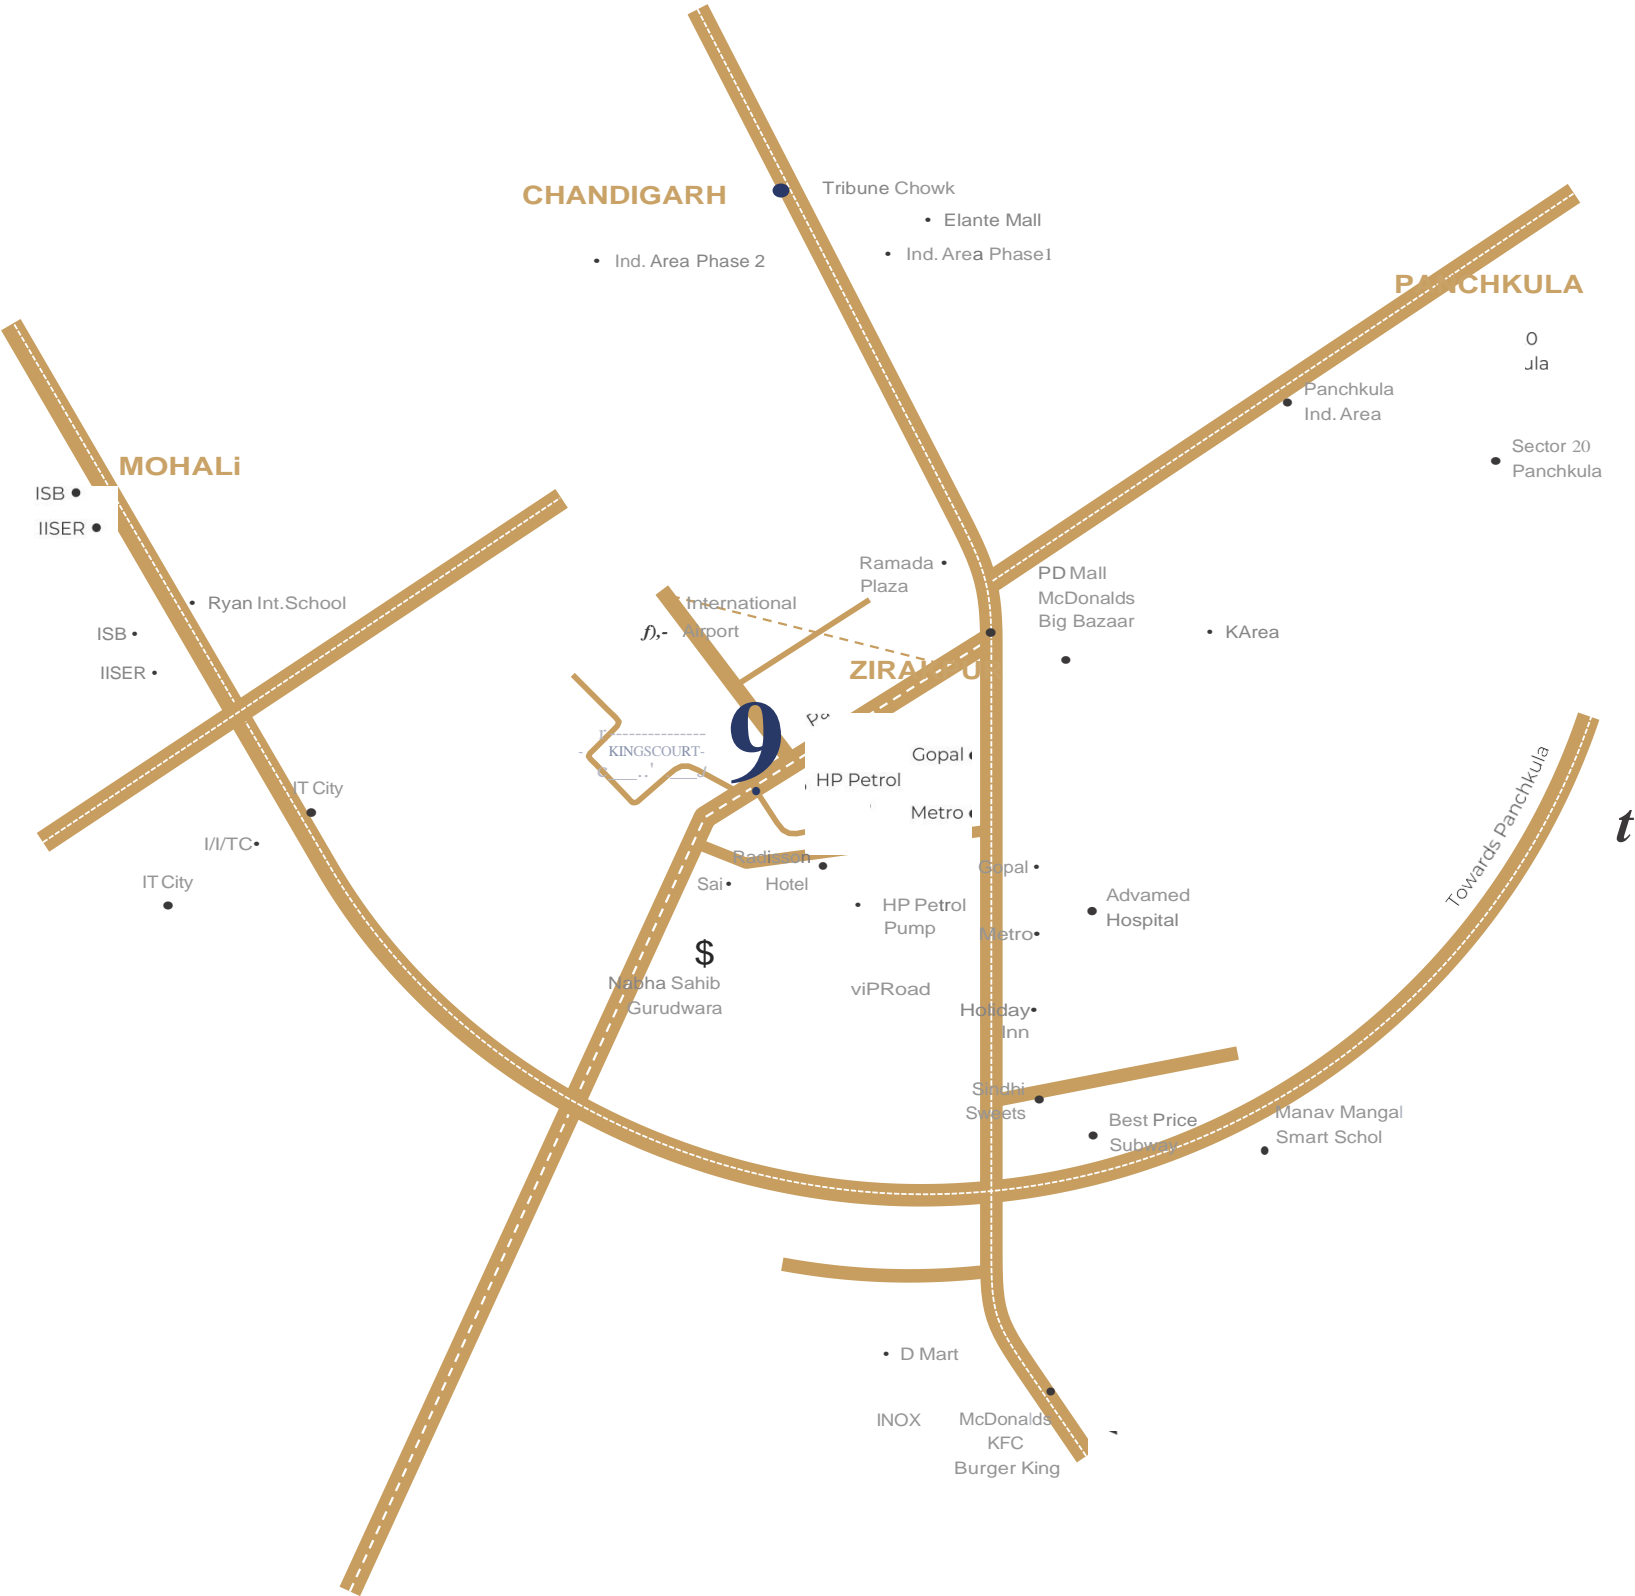 CHANDIGARH
Tribune Chowk
Elante Mall
Ind. Area Phase1
Ind. Area Phase 2
PANCHKULA
0
ula
Panchkula
Ind. Area
Sector 20
Panchkula
MOHALi
ISB
IISER
Ryan Int.School
ISB
IISER
Ramada
Plaza
International
f),- Airport
PD Mall
McDonalds
Big Bazaar
KArea
ZIRAKPUR
9
Pa
KINGSCOURT-
Gopal
HP Petrol
Metro
IT City
I/I/TC
IT City
Towards Panchkula
t
Radisson
Hotel
Sai
Gopal
HP Petrol
Pump
Metro
Advamed
Hospital
$
Nabha Sahib
Gurudwara
viPRoad
Holiday
Inn
Sindhi
Sweets
Best Price
Subway
Manav Mangal
Smart Schol
D Mart
INOX
McDonalds
KFC
Burger King